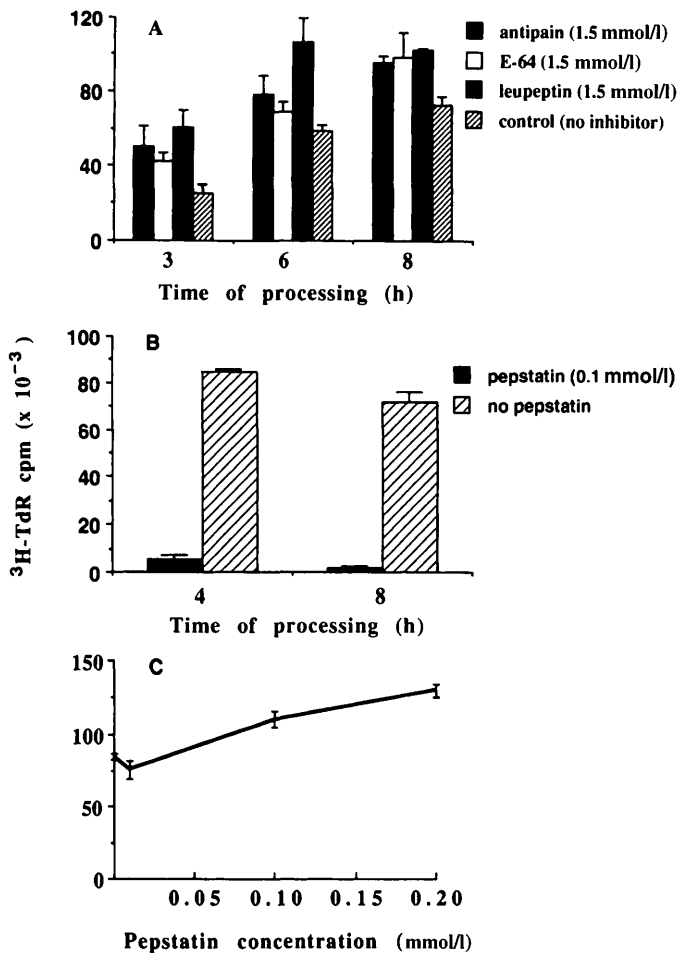 A
120
80
40
0
3 6 8
Time of processing (h)
antipain (1.5 mmol/l)
E-64 (1.5 mmol/l)
leupeptin (1.5 mmol/l)
control (no inhibitor)
³H-TdR cpm (x 10⁻³)
B
100
80
60
40
20
0
4 8
Time of processing (h)
pepstatin (0.1 mmol/l)
no pepstatin
C
150
100
50
0
0.05 0.10 0.15 0.20
Pepstatin concentration (mmol/l)